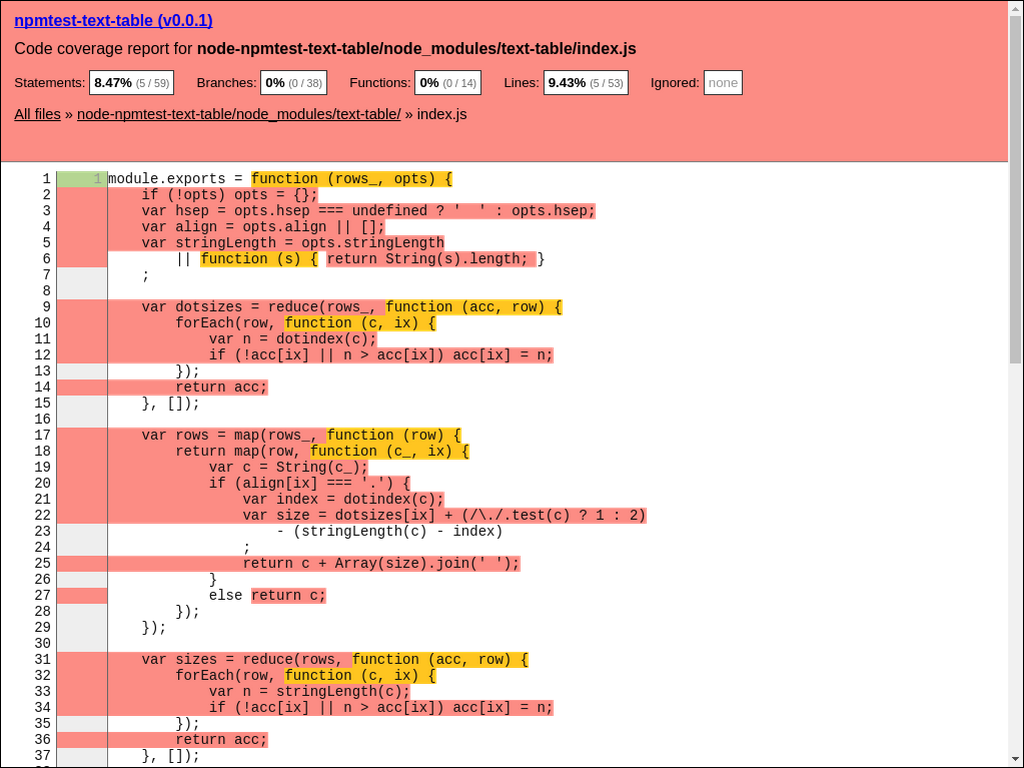 npmtest-text-table (v0.0.1)
Code coverage report for node-npmtest-text-table/node_modules/text-table/index.js
Statements: 8.47% (5 / 59) Branches: 0% (0 / 38) Functions: 0% (0 / 14) Lines: 9.43% (5 / 53) Ignored: none
All files » node-npmtest-text-table/node_modules/text-table/ » index.js
1 1 module.exports = function (rows_, opts) {
2     if (!opts) opts = {};
3     var hsep = opts.hsep === undefined ? '  ' : opts.hsep;
4     var align = opts.align || [];
5     var stringLength = opts.stringLength
6         || function (s) { return String(s).length; }
7     ;
8
9     var dotsizes = reduce(rows_, function (acc, row) {
10         forEach(row, function (c, ix) {
11             var n = dotindex(c);
12             if (!acc[ix] || n > acc[ix]) acc[ix] = n;
13         });
14         return acc;
15     }, []);
16
17     var rows = map(rows_, function (row) {
18         return map(row, function (c_, ix) {
19             var c = String(c_);
20             if (align[ix] === '.') {
21                 var index = dotindex(c);
22                 var size = dotsizes[ix] + (/\./.test(c) ? 1 : 2)
23                     - (stringLength(c) - index)
24                 ;
25                 return c + Array(size).join(' ');
26             }
27             else return c;
28         });
29     });
30
31     var sizes = reduce(rows, function (acc, row) {
32         forEach(row, function (c, ix) {
33             var n = stringLength(c);
34             if (!acc[ix] || n > acc[ix]) acc[ix] = n;
35         });
36         return acc;
37     }, []);